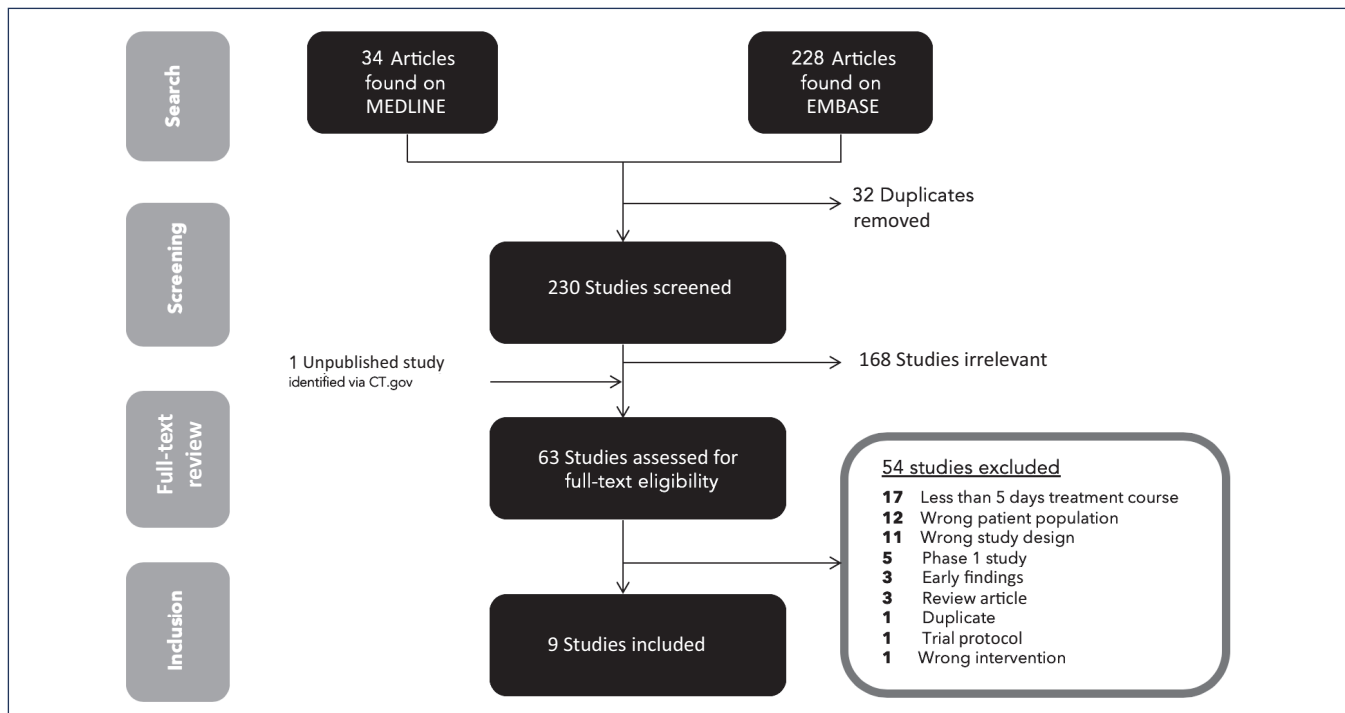 Search
34 Articles
found on
MEDLINE
228 Articles
found on
EMBASE
32 Duplicates
removed
Screening
230 Studies screened
1 Unpublished study
identified via CT.gov
168 Studies irrelevant
Full-text
review
63 Studies assessed for
full-text eligibility
54 studies excluded
17 Less than 5 days treatment course
12 Wrong patient population
11 Wrong study design
5 Phase 1 study
3 Early findings
3 Review article
1 Duplicate
1 Trial protocol
1 Wrong intervention
Inclusion
9 Studies included